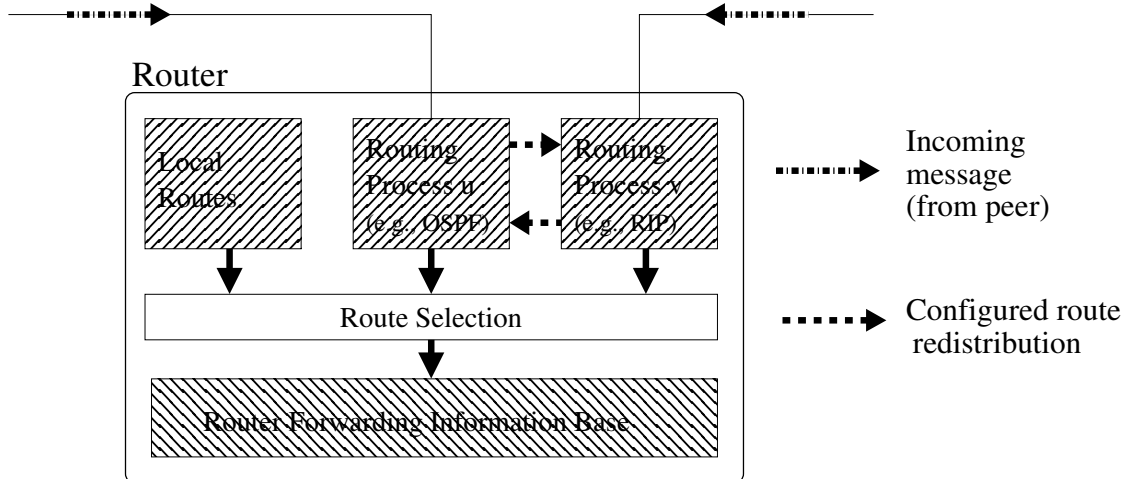 Router
Local
Routes
Routing
Process u
(e.g., OSPF)
Routing
Process v
(e.g., RIP)
Route Selection
Router Forwarding Information Base
Incoming
message
(from peer)
Configured route
redistribution